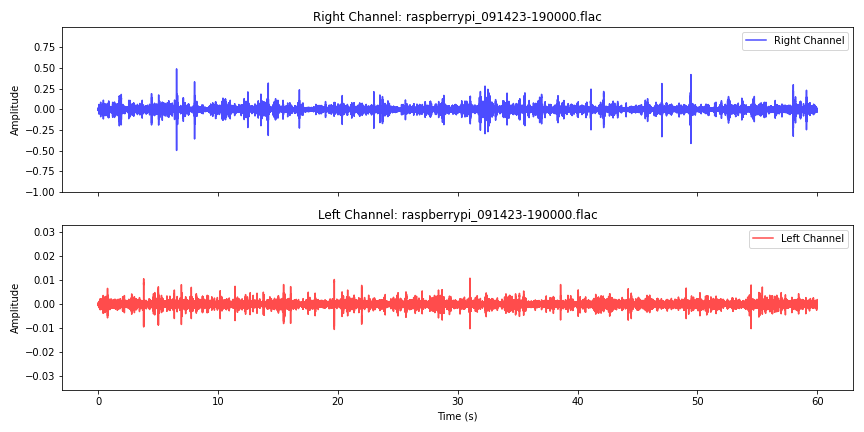 Right Channel: raspberrypi_091423-190000.flac
Right Channel
Amplitude
0.75
0.50
0.25
0.00
−0.25
−0.50
−0.75
−1.00
Left Channel: raspberrypi_091423-190000.flac
Left Channel
Amplitude
0.03
0.02
0.01
0.00
−0.01
−0.02
−0.03
0 10 20 30 40 50 60
Time (s)